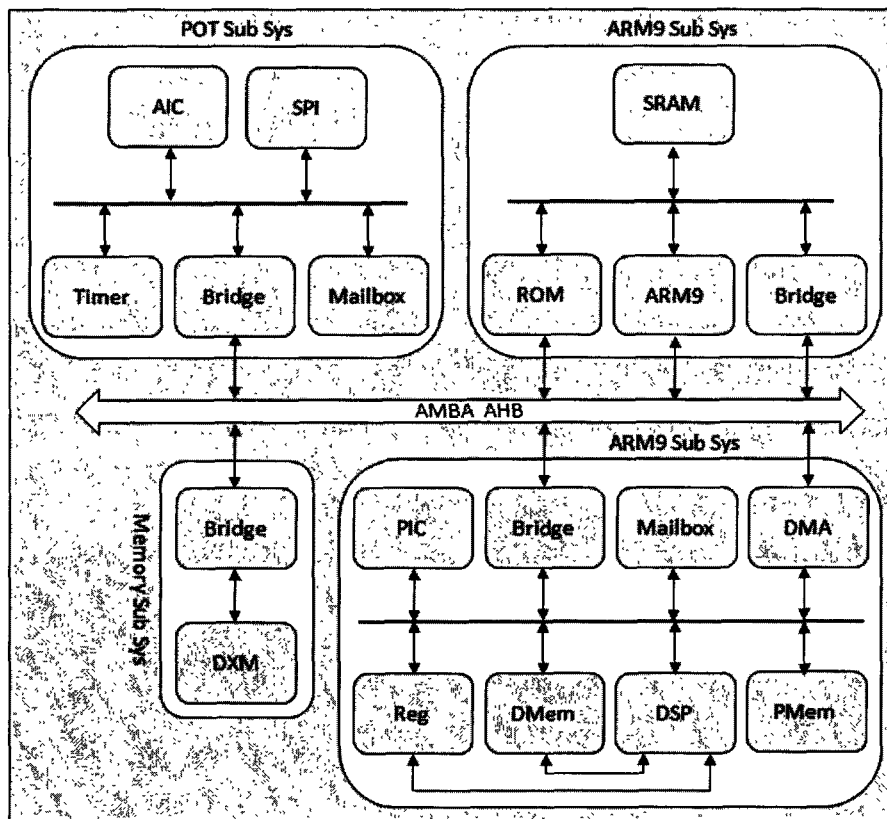 POT Sub Sys
ARM9 Sub Sys
AIC
SPI
SRAM
Timer
Bridge
Mailbox
ROM
ARM9
Bridge
AMBA AHB
ARM9 Sub Sys
Memory Sub Sys
Bridge
DXM
PIC
Bridge
Mailbox
DMA
Reg
DMem
DSP
PMem